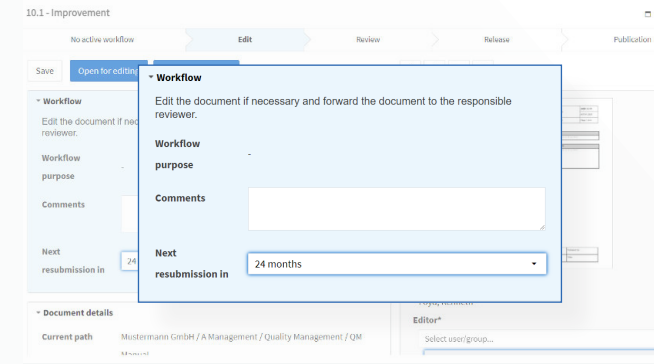 10.1 - Improvement
No active workflow
Edit
Review
Release
Publication
Save
Open for editing
Workflow
Edit the document if nec
reviewer.
Workflow
purpose
-
Comments
Next
resubmission in
24
Workflow
Edit the document if necessary and forward the document to the responsible
reviewer.
Workflow
purpose
-
Comments
Next
resubmission in
24 months
Document details
Current path
Mustermann GmbH / A Management / Quality Management / QM
Manual
Editor*
Select user/group...